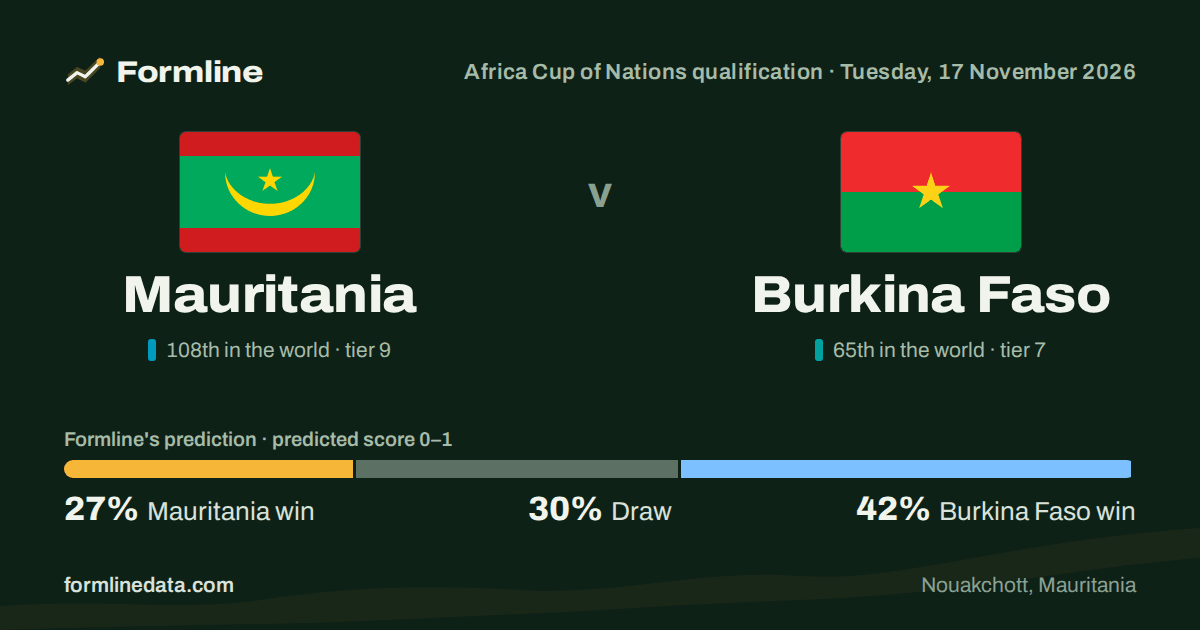 Formline
Africa Cup of Nations qualification · Tuesday, 17 November 2026
v
Mauritania
Burkina Faso
108th in the world · tier 9
65th in the world · tier 7
Formline's prediction · predicted score 0–1
27% Mauritania win
30% Draw
42% Burkina Faso win
formlinedata.com
Nouakchott, Mauritania